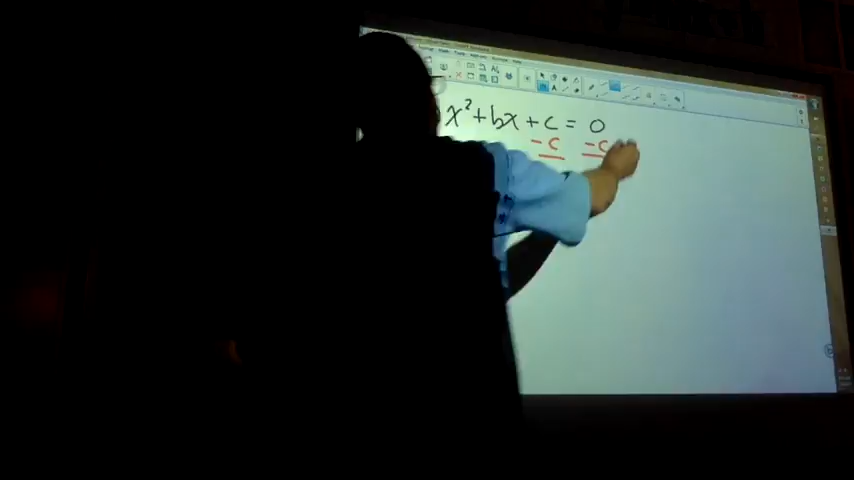 x² + bx + c = 0
- c - c